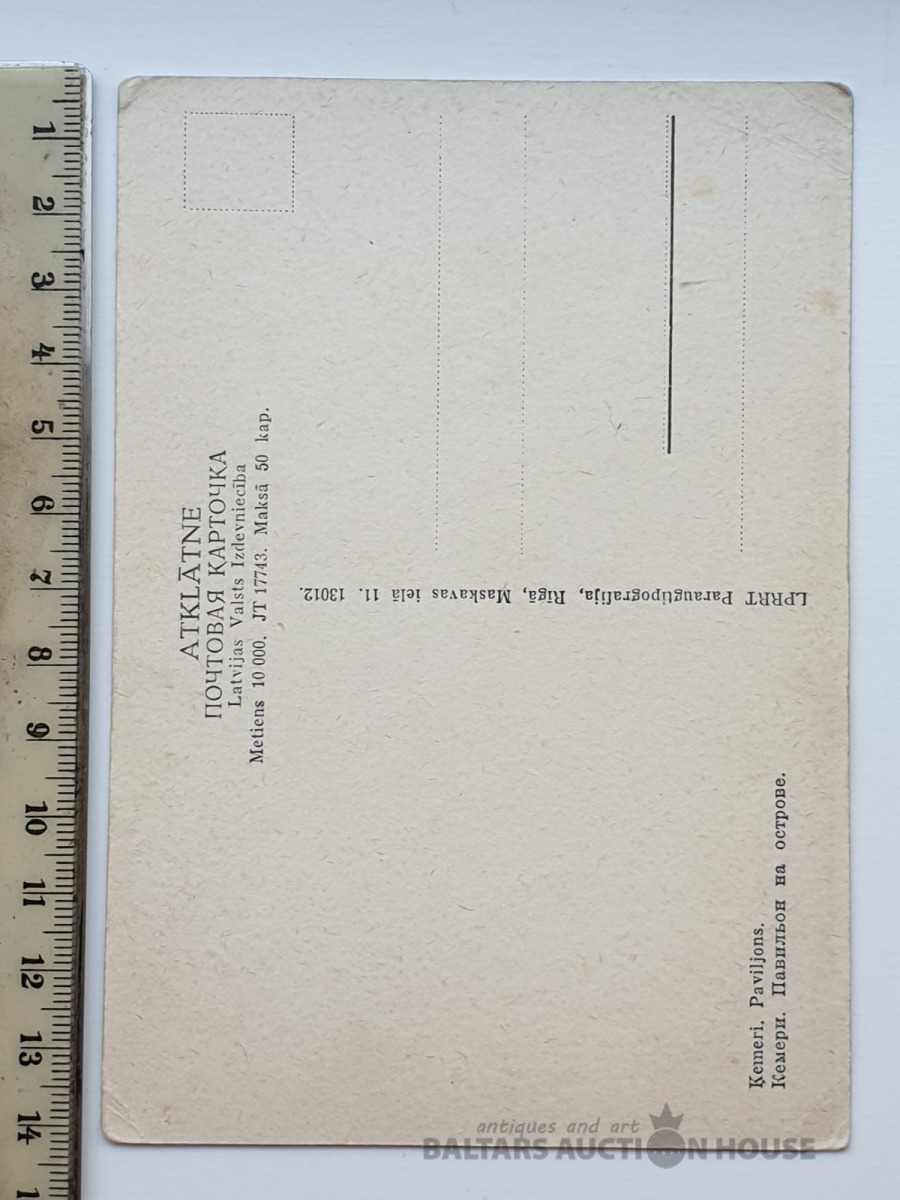 ATKLĀTNE
ПОЧТОВАЯ КАРТОЧКА
Latvijas Valsts Izdevniecība
Metiens 10 000. JT 17743. Maksā 50 kap.
LPRRT Paraugtipografija, Rīgā, Maskavas ielā 11. 13012.
Ķemeri. Paviljons.
Кемери. Павильон на острове.
1
2
3
4
5
6
7
8
9
10
11
12
13
14
antiques and art
BALTARS AUCTION HOUSE